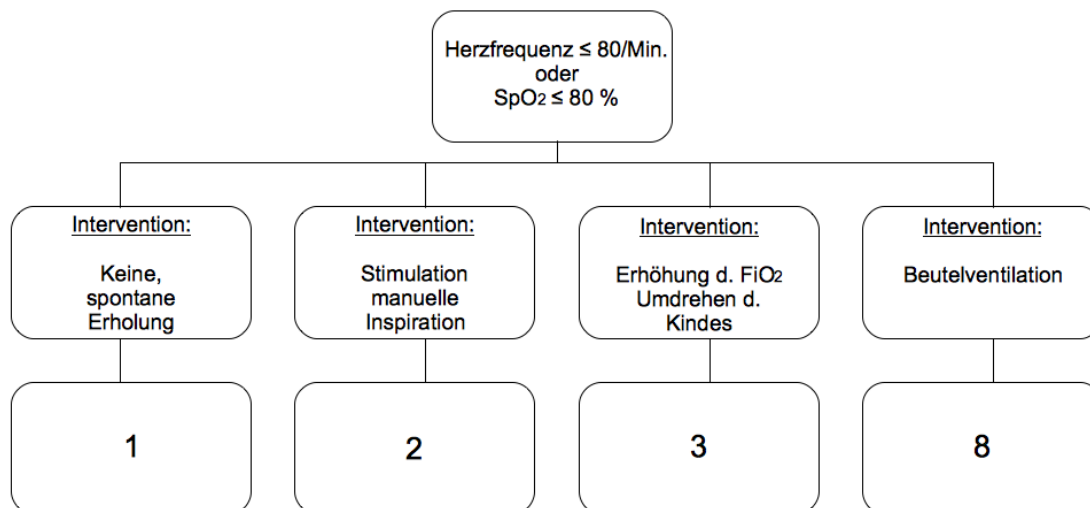 Herzfrequenz ≤ 80/Min.
oder
SpO2 ≤ 80 %
Intervention:
Keine,
spontane
Erholung
Intervention:
Stimulation
manuelle
Inspiration
Intervention:
Erhöhung d. FiO2
Umdrehen d.
Kindes
Intervention:
Beutelventilation
1
2
3
8